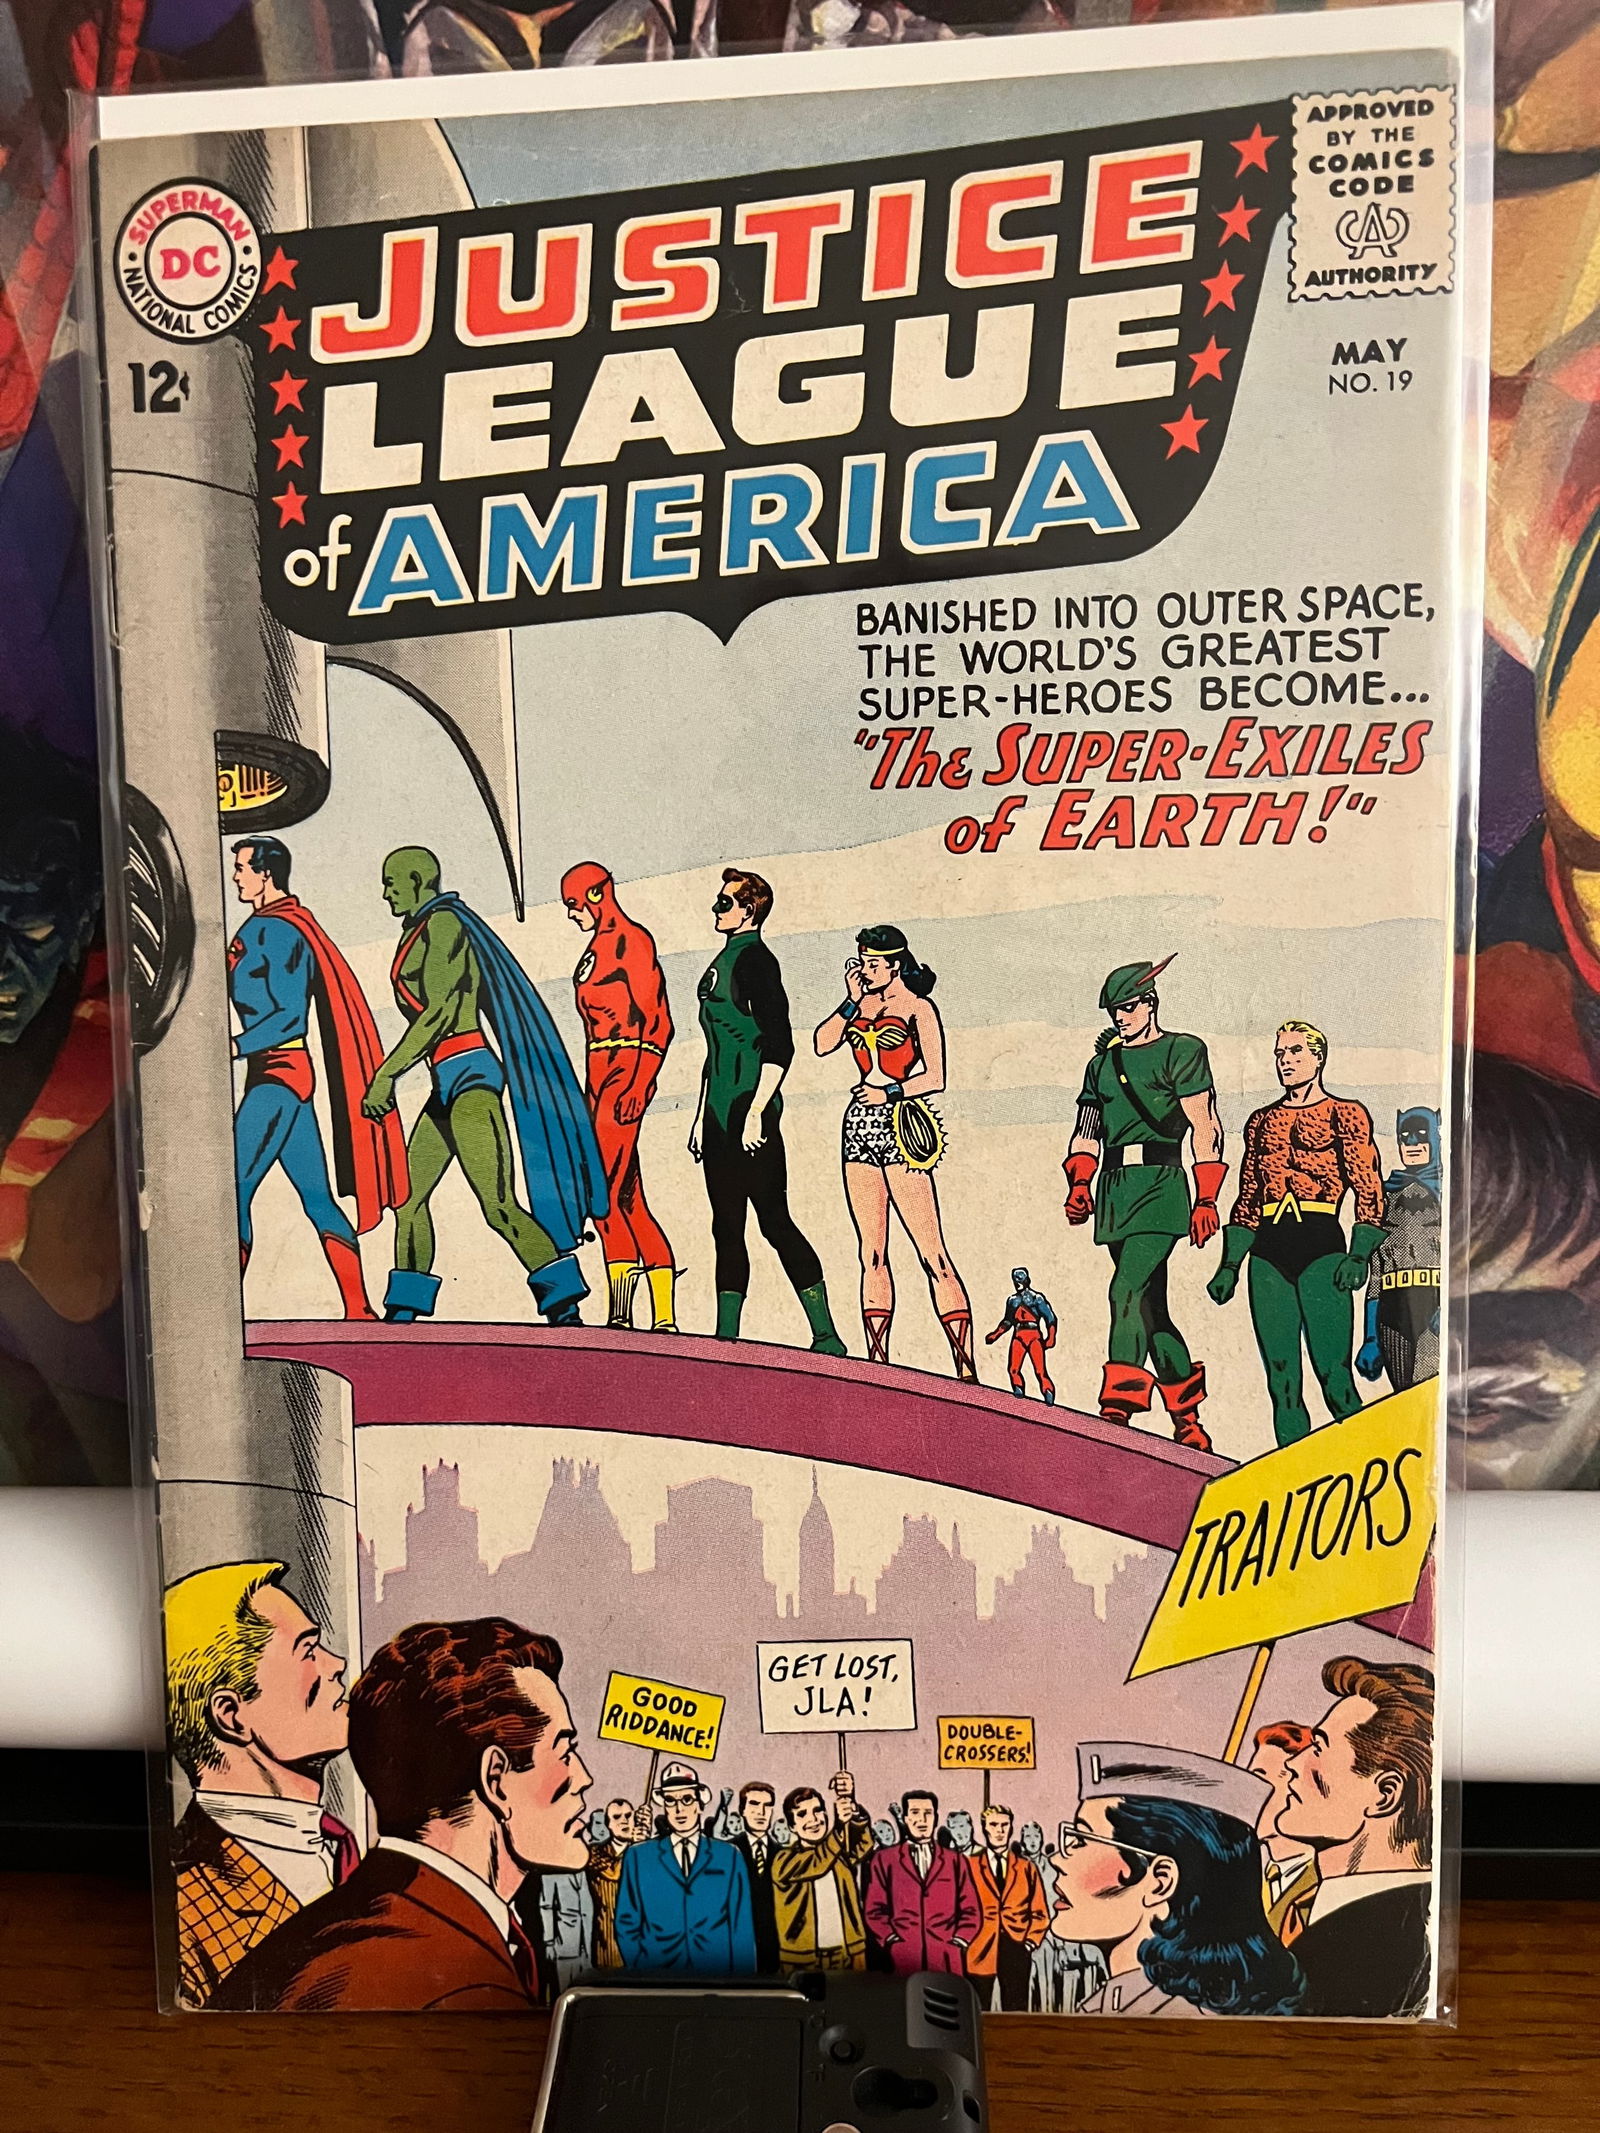 SUPERMAN
DC
NATIONAL COMICS
12¢
JUSTICE
LEAGUE
of AMERICA
APPROVED
BY THE
COMICS
CODE
CA
AUTHORITY
MAY
NO. 19
BANISHED INTO OUTER SPACE,
THE WORLD'S GREATEST
SUPER-HEROES BECOME...
"The SUPER-EXILES
of EARTH!"
TRAITORS
GOOD
RIDDANCE!
GET LOST,
JLA!
DOUBLE-
CROSSERS!